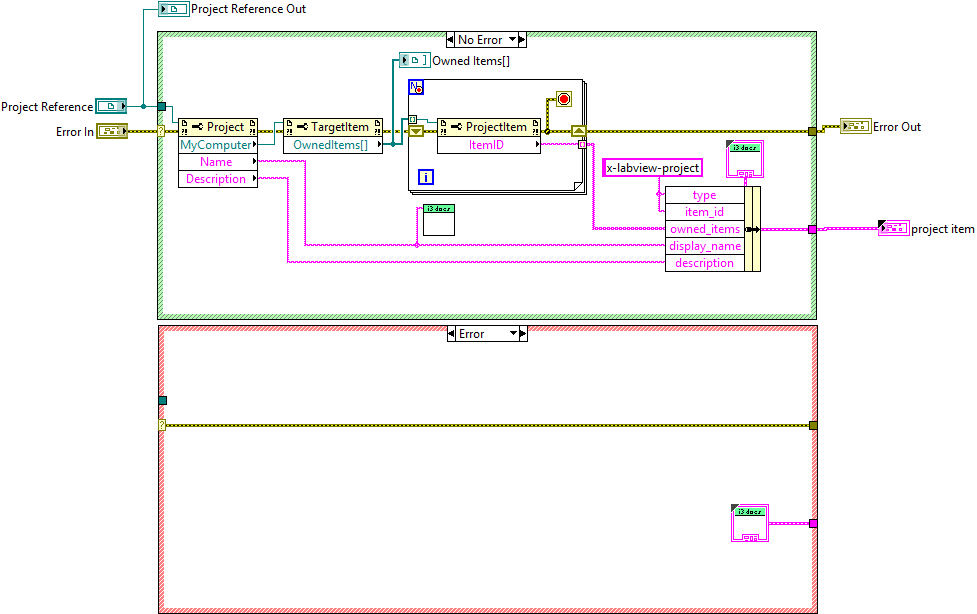 Project Reference Out
No Error
Owned Items[]
N
Project Reference
Error In
?
Project
TargetItem
ProjectItem
Error Out
MyComputer
OwnedItems[]
ItemID
Name
Description
i
i3 docs
x-labview-project
i3 docs
type
item_id
owned_items
project item
display_name
description
Error
?
i3 docs